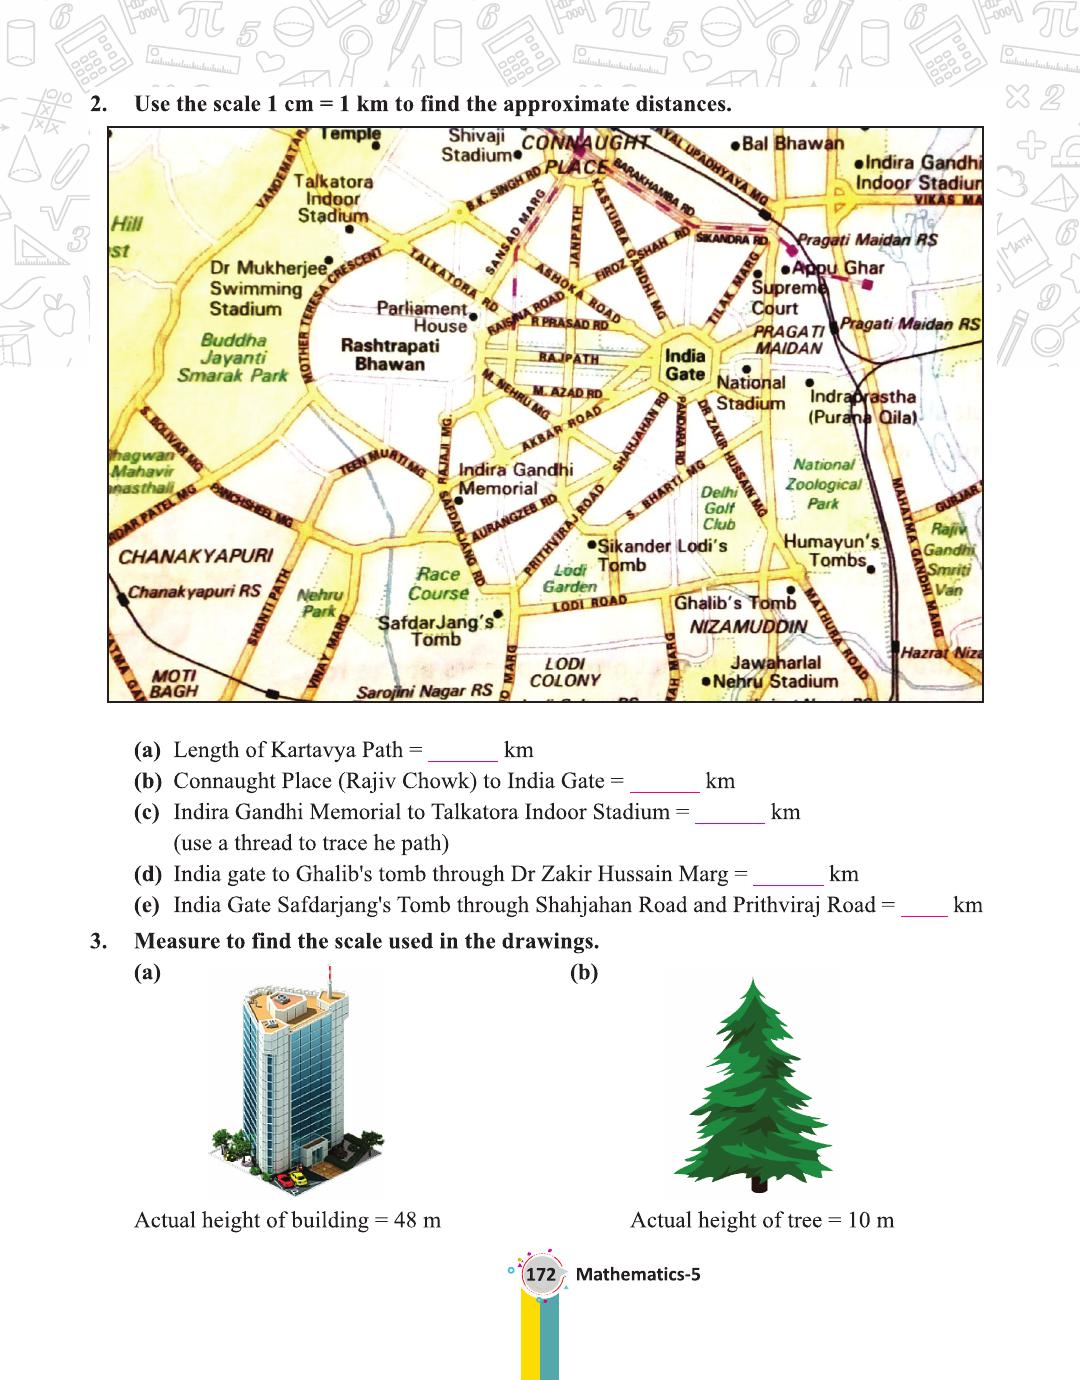 2. Use the scale 1 cm = 1 km to find the approximate distances.
Temple
Shivaji
Stadium
CONNAUGHT
PLACE
Bal Bhawan
Indira Gandhi
Indoor Stadiu
VIKAS MA
VANDEMATA
Talkatora
Indoor
Stadium
B.K. SINGH RD
SANSAD MARG
JANPATH
KASTURBA GANDHI MG
BARAKHAMBA RD
AYAL UPADHYAYA MG
Hill
st
Dr Mukherjee
Swimming
Stadium
MOTHER TERESA CRESCENT
TALKATORA RD
ASHOKA ROAD
FIROZ SHAH RD
SIKANDRA RD
TILAK MARG
Pragati Maidan RS
Appu Ghar
Supreme
Court
Parliament
House
RAISINA ROAD
R PRASAD RD
PRAGATI
MAIDAN
Pragati Maidan RS
Buddha
Jayanti
Smarak Park
Rashtrapati
Bhawan
RAJPATH
India
Gate
National
Stadium
Indraprastha
(Purana Qila)
M. NEHRU MG
M. AZAD RD
AKBAR ROAD
SHAHJAHAN RD
PANDARA RD
DR ZAKIR HUSSAIN MG
S. BOLIVAR MG
hagwan
Mahavir
anasthali
TEEN MURTI MG
RAJAJI MG.
Indira Gandhi
Memorial
National
Zoological
Park
RDAR PATEL MG
PANCHSHEEL MG
SAFDARJANG RD
AURANGZEB RD
PRITHVIRAJ ROAD
S. BHARTI MG
Delhi
Golf
Club
MAHATMA GANDHI MARG
GURJAR
Rajiv
Gandhi
Smriti
Van
CHANAKYAPURI
Chanakyapuri RS
SHANTI PATH
Nehru
Park
Race
Course
Sikander Lodi's
Tomb
Lodi
Garden
Humayun's
Tombs
LODI ROAD
Ghalib's Tomb
NIZAMUDDIN
MATHURA ROAD
SafdarJang's
Tomb
VINAY MARG
Hazrat Niza
MOTI
BAGH
Sarojini Nagar RS
LODI
COLONY
Jawaharlal
Nehru Stadium
(a) Length of Kartavya Path = ______ km
(b) Connaught Place (Rajiv Chowk) to India Gate = ______ km
(c) Indira Gandhi Memorial to Talkatora Indoor Stadium = ______ km
(use a thread to trace he path)
(d) India gate to Ghalib's tomb through Dr Zakir Hussain Marg = ______ km
(e) India Gate Safdarjang's Tomb through Shahjahan Road and Prithviraj Road = ____ km
3. Measure to find the scale used in the drawings.
(a) (b)
Actual height of building = 48 m Actual height of tree = 10 m
172 Mathematics-5